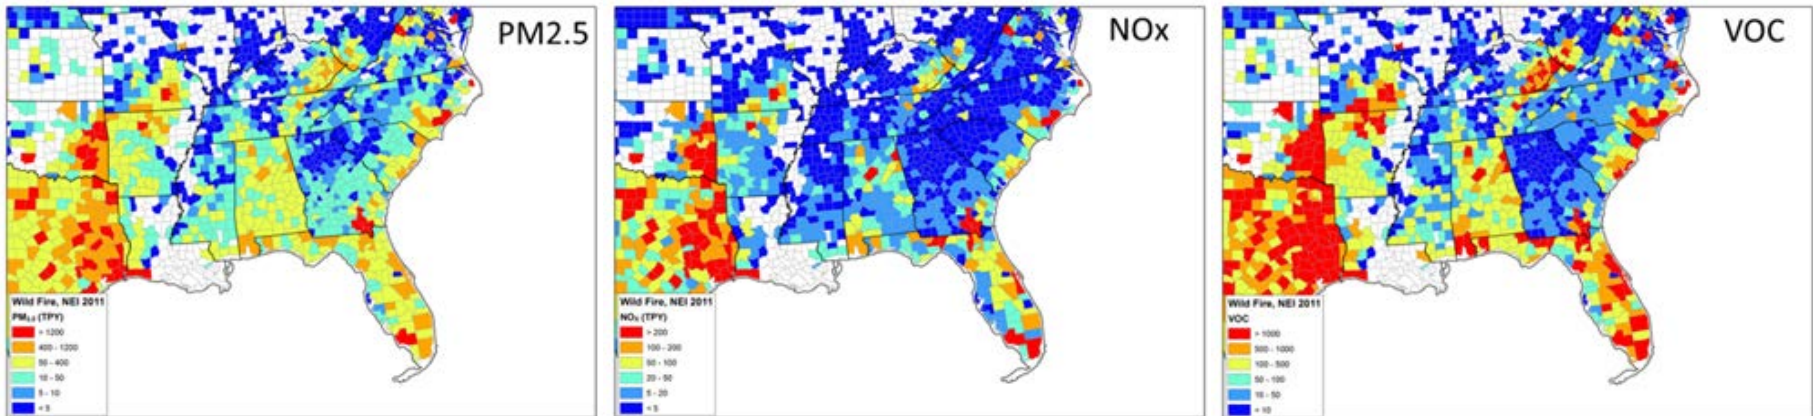 PM2.5
Wild Fire, NEI 2011
PM2.5 (TPY)
> 1200
400 - 1200
50 - 400
10 - 50
5 - 10
< 5
NOx
Wild Fire, NEI 2011
NOX (TPY)
> 200
100 - 200
50 - 100
20 - 50
5 - 20
< 5
VOC
Wild Fire, NEI 2011
VOC
> 1000
500 - 1000
100 - 500
50 - 100
10 - 50
< 10